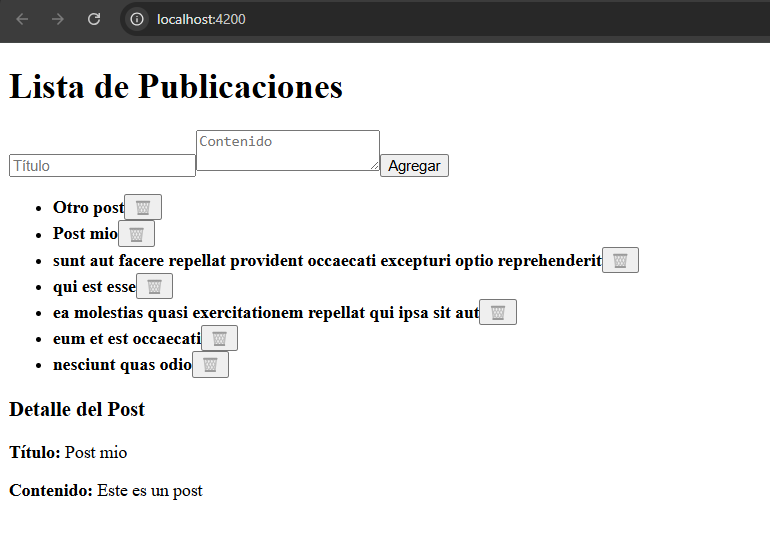 localhost:4200
Lista de Publicaciones
Título Contenido Agregar
Otro post
Post mio
sunt aut facere repellat provident occaecati excepturi optio reprehenderit
qui est esse
ea molestias quasi exercitationem repellat qui ipsa sit aut
eum et est occaecati
nesciunt quas odio
Detalle del Post
Título: Post mio
Contenido: Este es un post